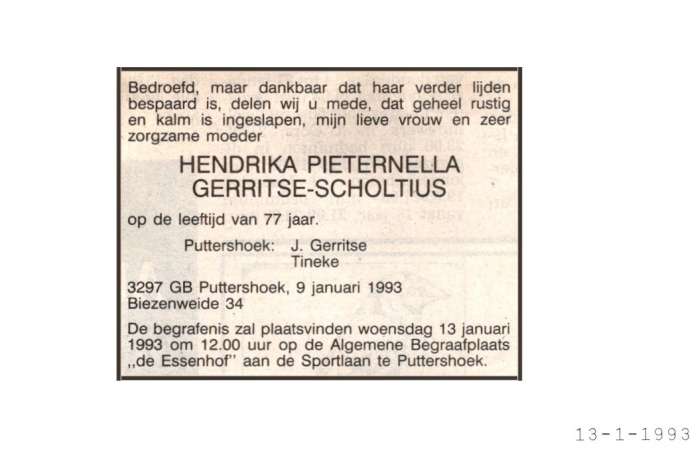 Bedroefd, maar dankbaar dat haar verder lijden
bespaard is, delen wij u mede, dat geheel rustig
en kalm is ingeslapen, mijn lieve vrouw en zeer
zorgzame moeder
HENDRIKA PIETERNELLA
GERRITSE-SCHOLTIUS
op de leeftijd van 77 jaar.
Puttershoek: J. Gerritse
Tineke
3297 GB Puttershoek, 9 januari 1993
Biezenweide 34
De begrafenis zal plaatsvinden woensdag 13 januari
1993 om 12.00 uur op de Algemene Begraafplaats
,,de Essenhof'' aan de Sportlaan te Puttershoek.
13-1-1993